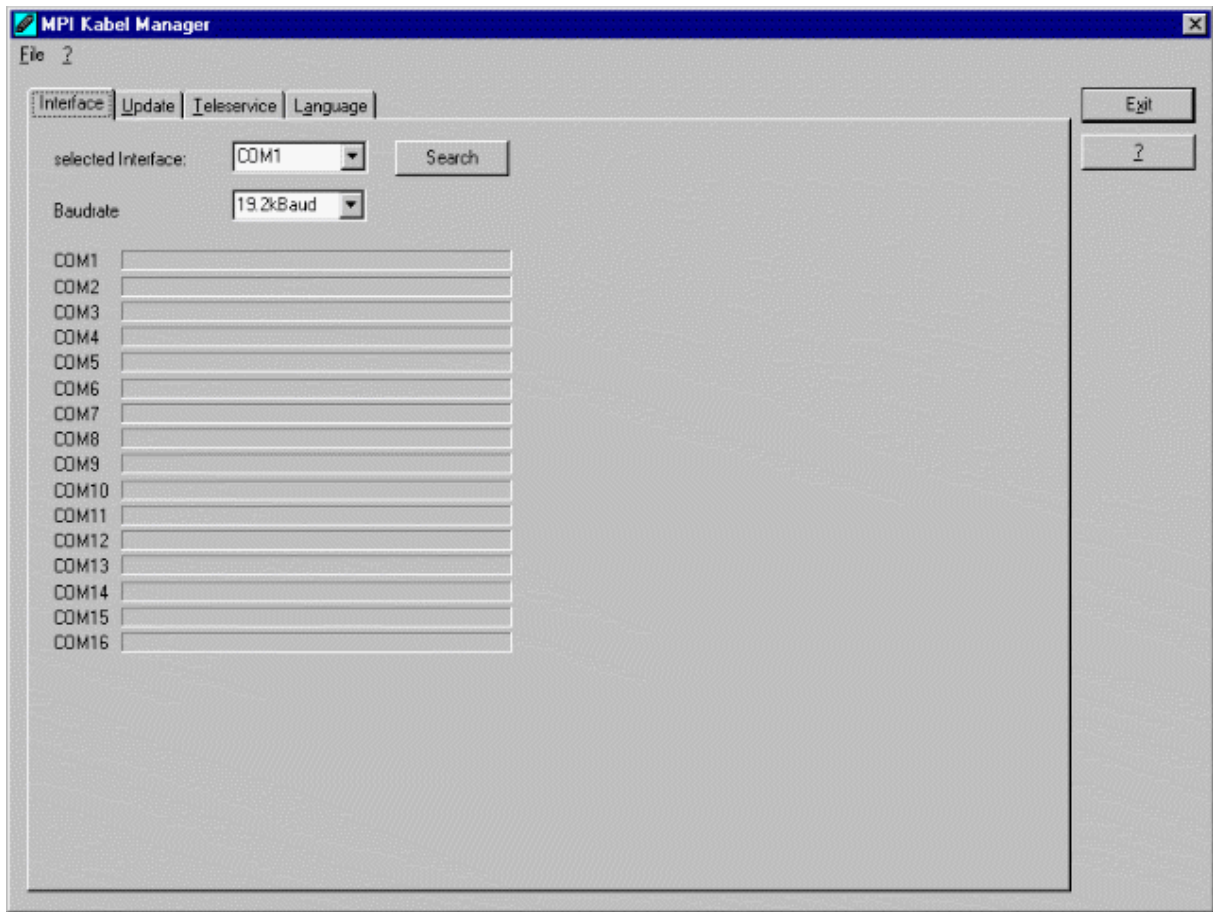 MPI Kabel Manager
File ?
Interface Update Teleservice Language
Exit
selected Interface: COM1 Search
?
Baudrate 19.2kBaud
COM1
COM2
COM3
COM4
COM5
COM6
COM7
COM8
COM9
COM10
COM11
COM12
COM13
COM14
COM15
COM16